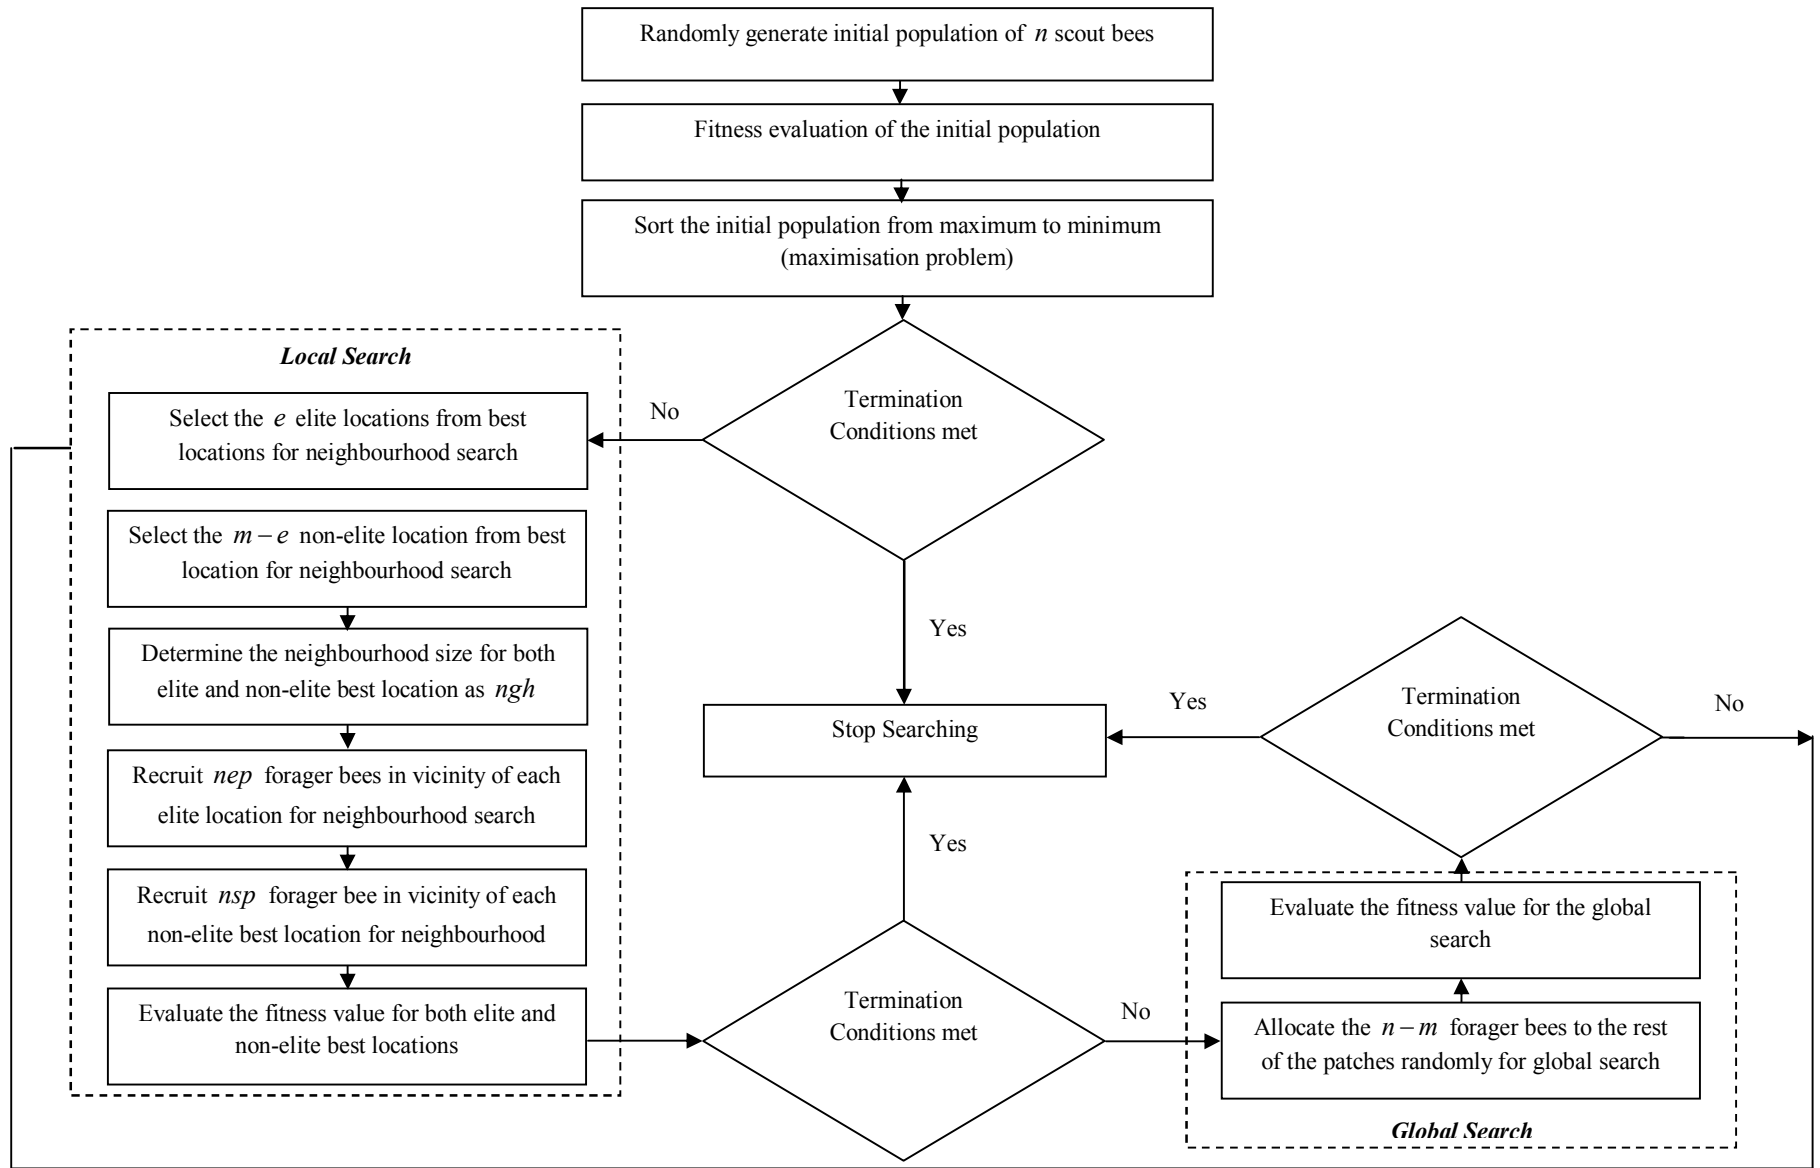 Randomly generate initial population of n scout bees
Fitness evaluation of the initial population
Sort the initial population from maximum to minimum
(maximisation problem)
Termination
Conditions met
No
Yes
Local Search
Select the e elite locations from best
locations for neighbourhood search
Select the m − e non-elite location from best
location for neighbourhood search
Determine the neighbourhood size for both
elite and non-elite best location as ngh
Recruit nep forager bees in vicinity of each
elite location for neighbourhood search
Recruit nsp forager bee in vicinity of each
non-elite best location for neighbourhood
Evaluate the fitness value for both elite and
non-elite best locations
Stop Searching
Yes
Termination
Conditions met
No
Yes
Termination
Conditions met
No
Evaluate the fitness value for the global
search
Allocate the n − m forager bees to the rest
of the patches randomly for global search
Global Search